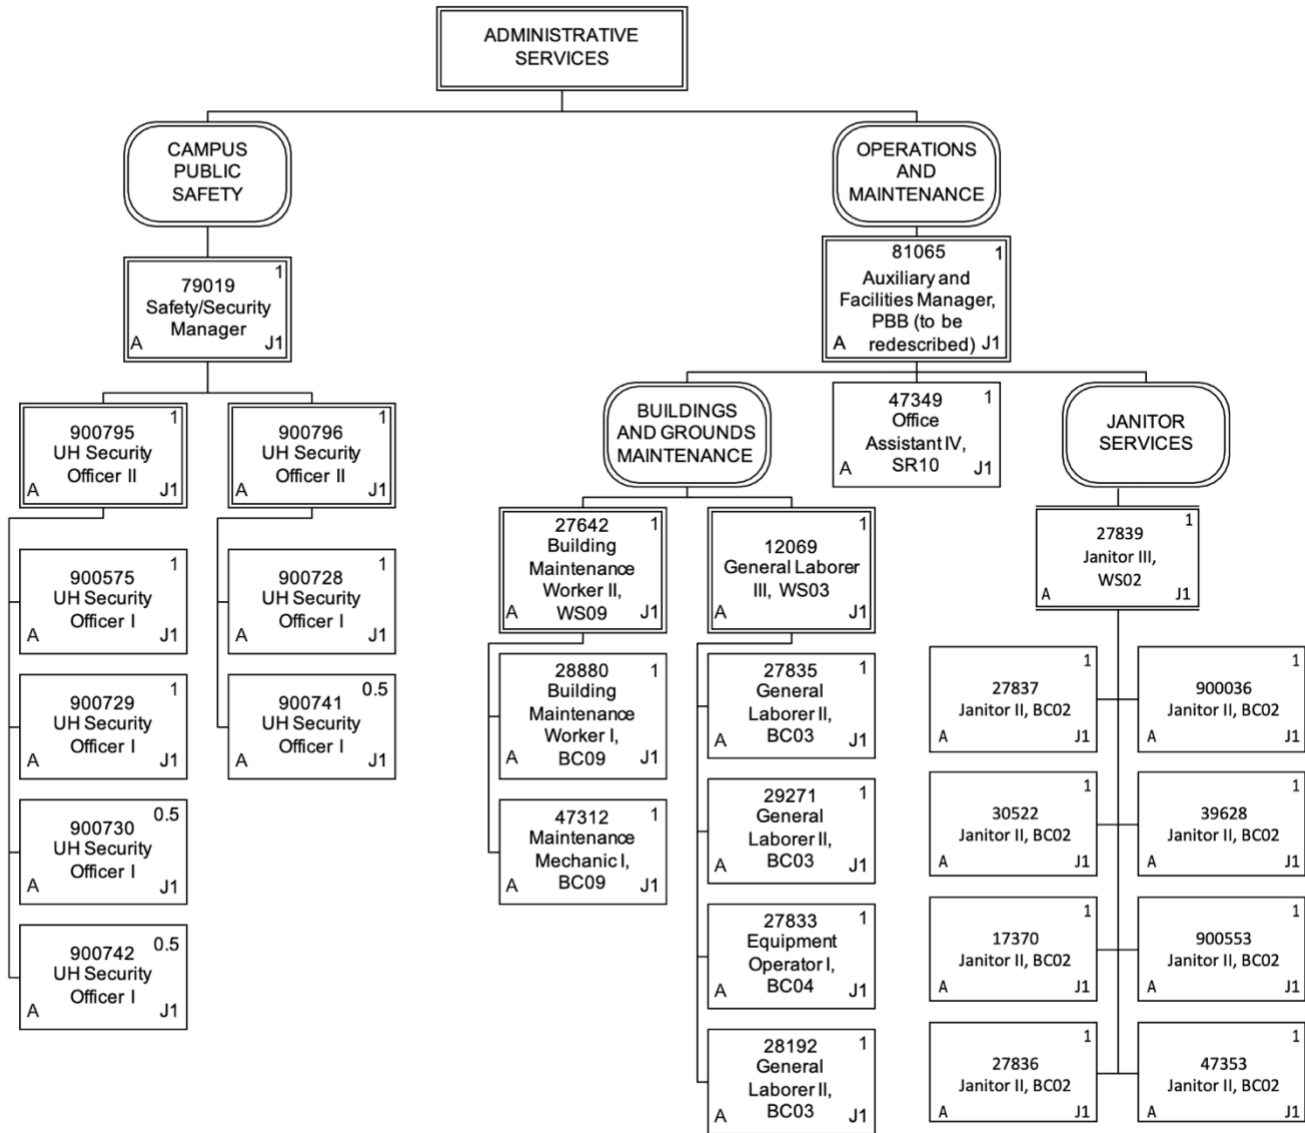 ADMINISTRATIVE
SERVICES
CAMPUS
PUBLIC
SAFETY
79019
1
Safety/Security
Manager
A
J1
900795
1
UH Security
Officer II
A
J1
900575
1
UH Security
Officer I
A
J1
900729
1
UH Security
Officer I
A
J1
900730
0.5
UH Security
Officer I
A
J1
900742
0.5
UH Security
Officer I
A
J1
900796
1
UH Security
Officer II
A
J1
900728
1
UH Security
Officer I
A
J1
900741
0.5
UH Security
Officer I
A
J1
OPERATIONS
AND
MAINTENANCE
81065
1
Auxiliary and
Facilities Manager,
PBB (to be
A redescribed) J1
BUILDINGS
AND GROUNDS
MAINTENANCE
27642
1
Building
Maintenance
Worker II,
A WS09 J1
28880
1
Building
Maintenance
Worker I,
A BC09 J1
47312
1
Maintenance
Mechanic I,
A BC09 J1
12069
1
General Laborer
III, WS03
A
J1
27835
1
General
Laborer II,
A BC03 J1
29271
1
General
Laborer II,
A BC03 J1
27833
1
Equipment
Operator I,
A BC04 J1
28192
1
General
Laborer II,
A BC03 J1
47349
1
Office
Assistant IV,
A SR10 J1
JANITOR
SERVICES
27839
1
Janitor III,
WS02
A
J1
27837
1
Janitor II, BC02
A
J1
900036
1
Janitor II, BC02
A
J1
30522
1
Janitor II, BC02
A
J1
39628
1
Janitor II, BC02
A
J1
17370
1
Janitor II, BC02
A
J1
900553
1
Janitor II, BC02
A
J1
27836
1
Janitor II, BC02
A
J1
47353
1
Janitor II, BC02
A
J1